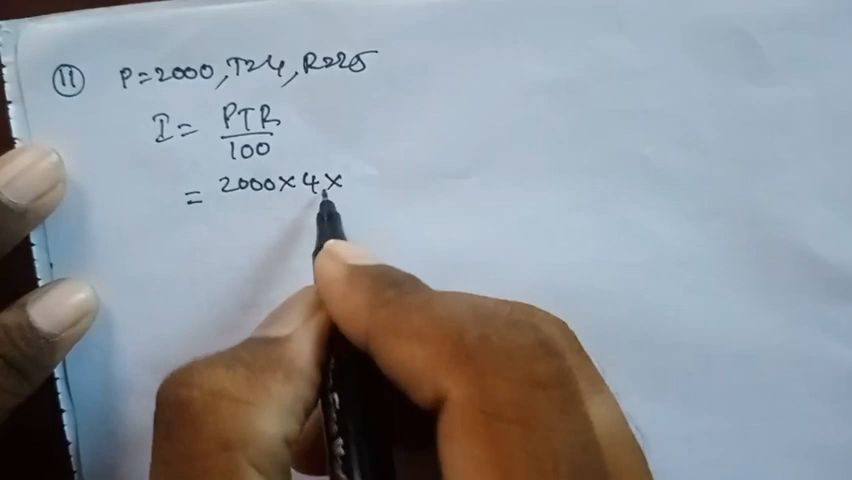 11 P=2000, T=4, R=25
I = PTR
100
= 2000×4×